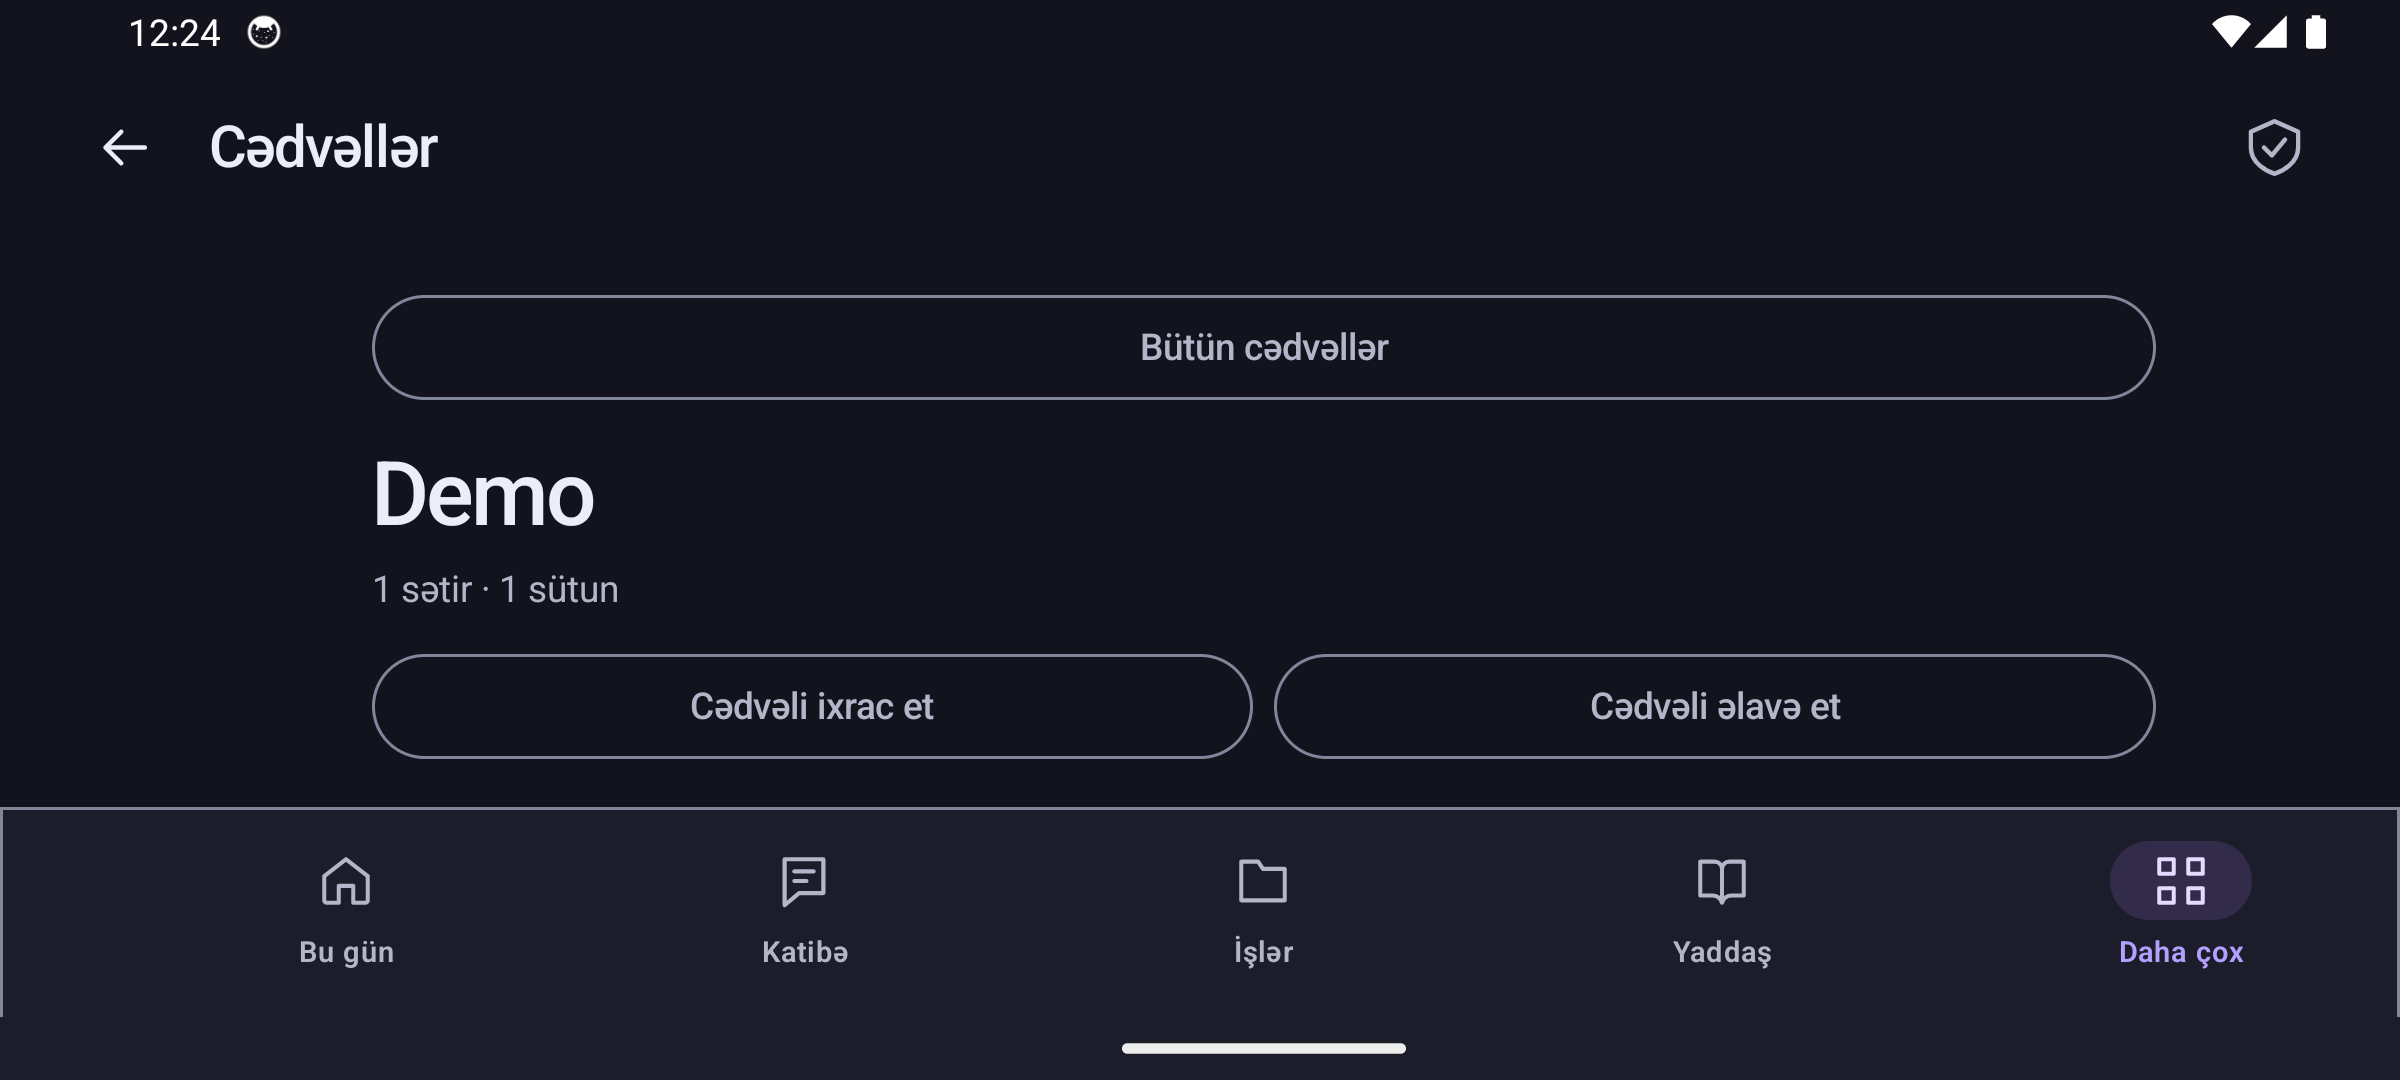 12:24
Cədvəllər
Bütün cədvəllər
Demo
1 sətir · 1 sütun
Cədvəli ixrac et
Cədvəli əlavə et
Bu gün
Katibə
İşlər
Yaddaş
Daha çox